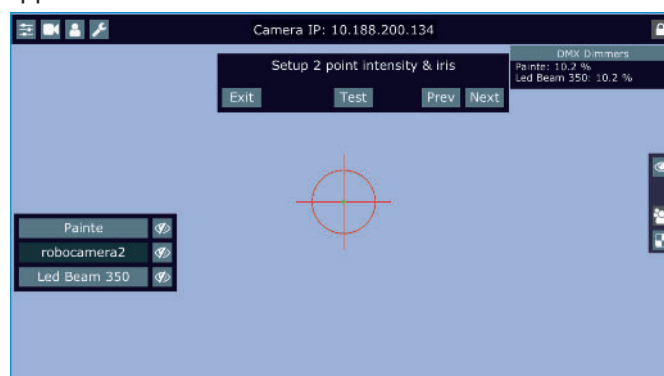 Camera IP: 10.188.200.134
Setup 2 point intensity & iris
Exit Test Prev Next
DMX Dimmers
Painte: 10.2 %
Led Beam 350: 10.2 %
Painte
robocamera2
Led Beam 350